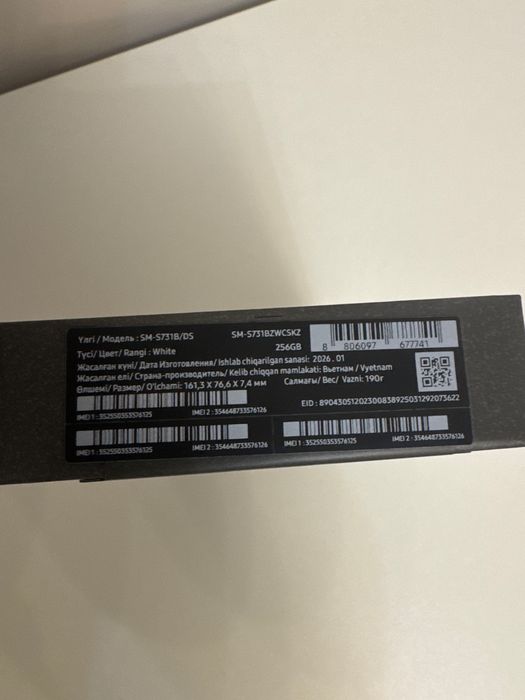 Үлгі / Модель : SM-S731B/DS SM-S731BZWCSKZ
Түсі/ Цвет/ Rangi : White 256GB
8 806097 677741
Жасалған күні/ Дата Изготовления/ Ishlab chiqarilgan sanasi: 2026 . 01
Жасалған елі/ Страна-производитель/ Kelib chiqqan mamlakati: Вьетнам / Vyetnam
Өлшемі/ Размер/ O'lchami: 161,3 X 76,6 X 7,4 мм Салмағы/ Вес/ Vazni: 190г
EID : 89043051202300838925031292073622
IMEI 1 : 352550353576125 IMEI 2 : 354648733576126
IMEI 1 : 352550353576125 IMEI 2 : 354648733576126
IMEI 1 : 352550353576125 IMEI 2 : 354648733576126